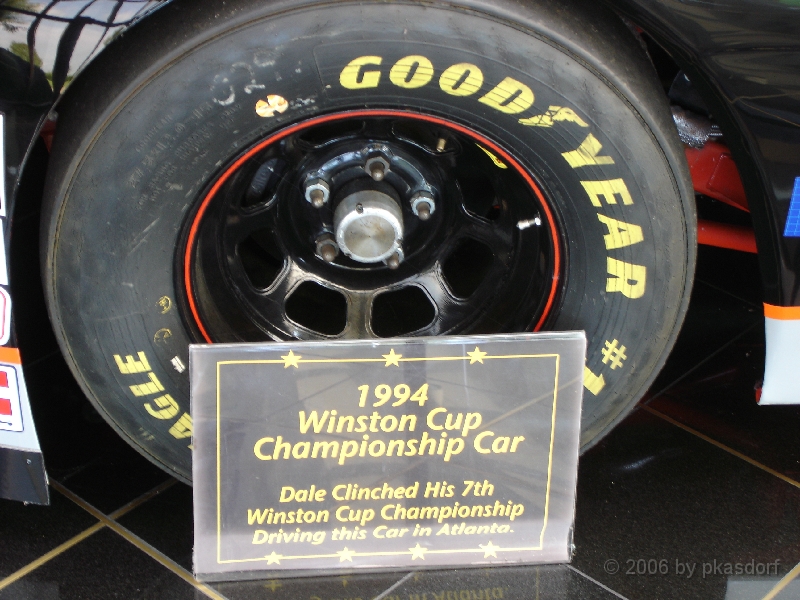 GOODYEAR #1
EAGLE
1994
Winston Cup
Championship Car
Dale Clinched His 7th
Winston Cup Championship
Driving this Car in Atlanta.
© 2006 by pkasdorf